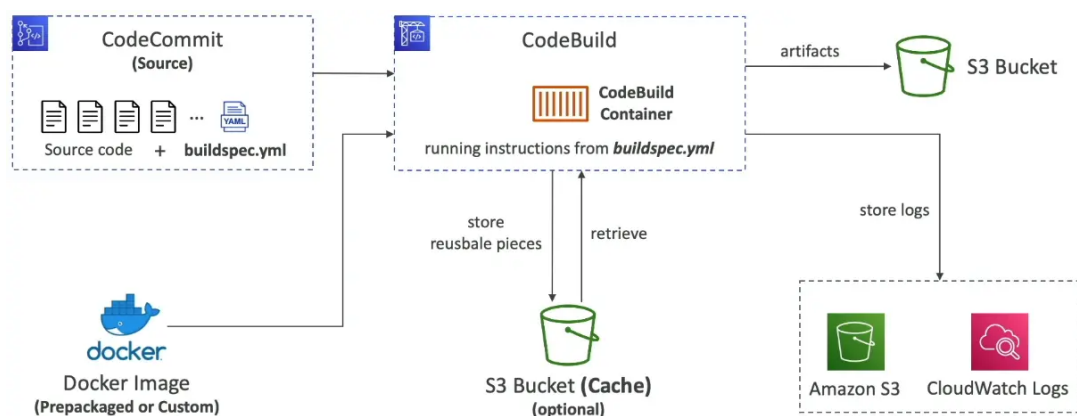 CodeCommit
(Source)
...
YAML
Source code + buildspec.yml
CodeBuild
CodeBuild
Container
running instructions from buildspec.yml
artifacts
S3 Bucket
store
reusbale pieces
retrieve
store logs
docker
Docker Image
(Prepackaged or Custom)
S3 Bucket (Cache)
(optional)
Amazon S3
CloudWatch Logs